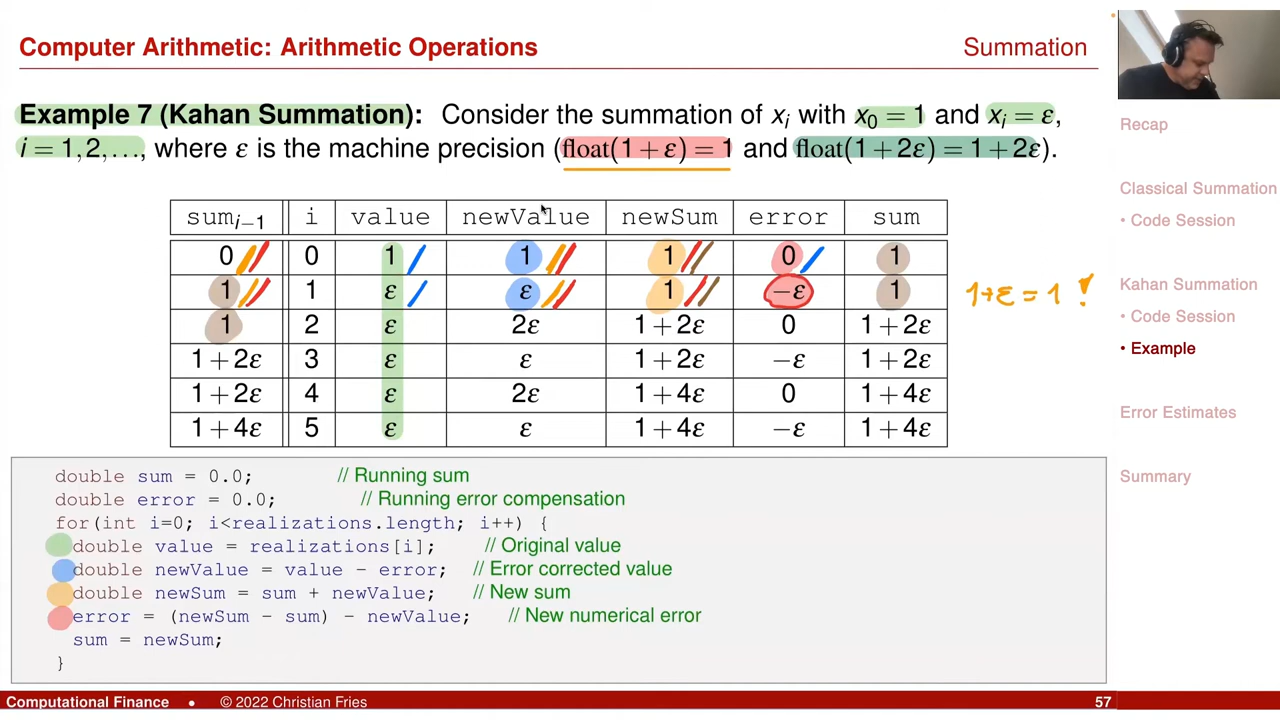 Computer Arithmetic: Arithmetic Operations
Summation
Example 7 (Kahan Summation): Consider the summation of xᵢ with x₀ = 1 and xᵢ = ε,
i = 1,2,..., where ε is the machine precision (float(1+ε) = 1 and float(1+2ε) = 1+2ε).
sumᵢ₋₁ i value newValue newSum error sum
0 0 1 1 1 0 1
1 1 ε ε 1 −ε 1
1+ε = 1 !
1 2 ε 2ε 1+2ε 0 1+2ε
1+2ε 3 ε ε 1+2ε −ε 1+2ε
1+2ε 4 ε 2ε 1+4ε 0 1+4ε
1+4ε 5 ε ε 1+4ε −ε 1+4ε
double sum = 0.0; // Running sum
double error = 0.0; // Running error compensation
for(int i=0; i<realizations.length; i++) {
double value = realizations[i]; // Original value
double newValue = value - error; // Error corrected value
double newSum = sum + newValue; // New sum
error = (newSum - sum) - newValue; // New numerical error
sum = newSum;
}
Recap
Classical Summation
• Code Session
Kahan Summation
• Code Session
• Example
Error Estimates
Summary
Computational Finance • © 2022 Christian Fries 57